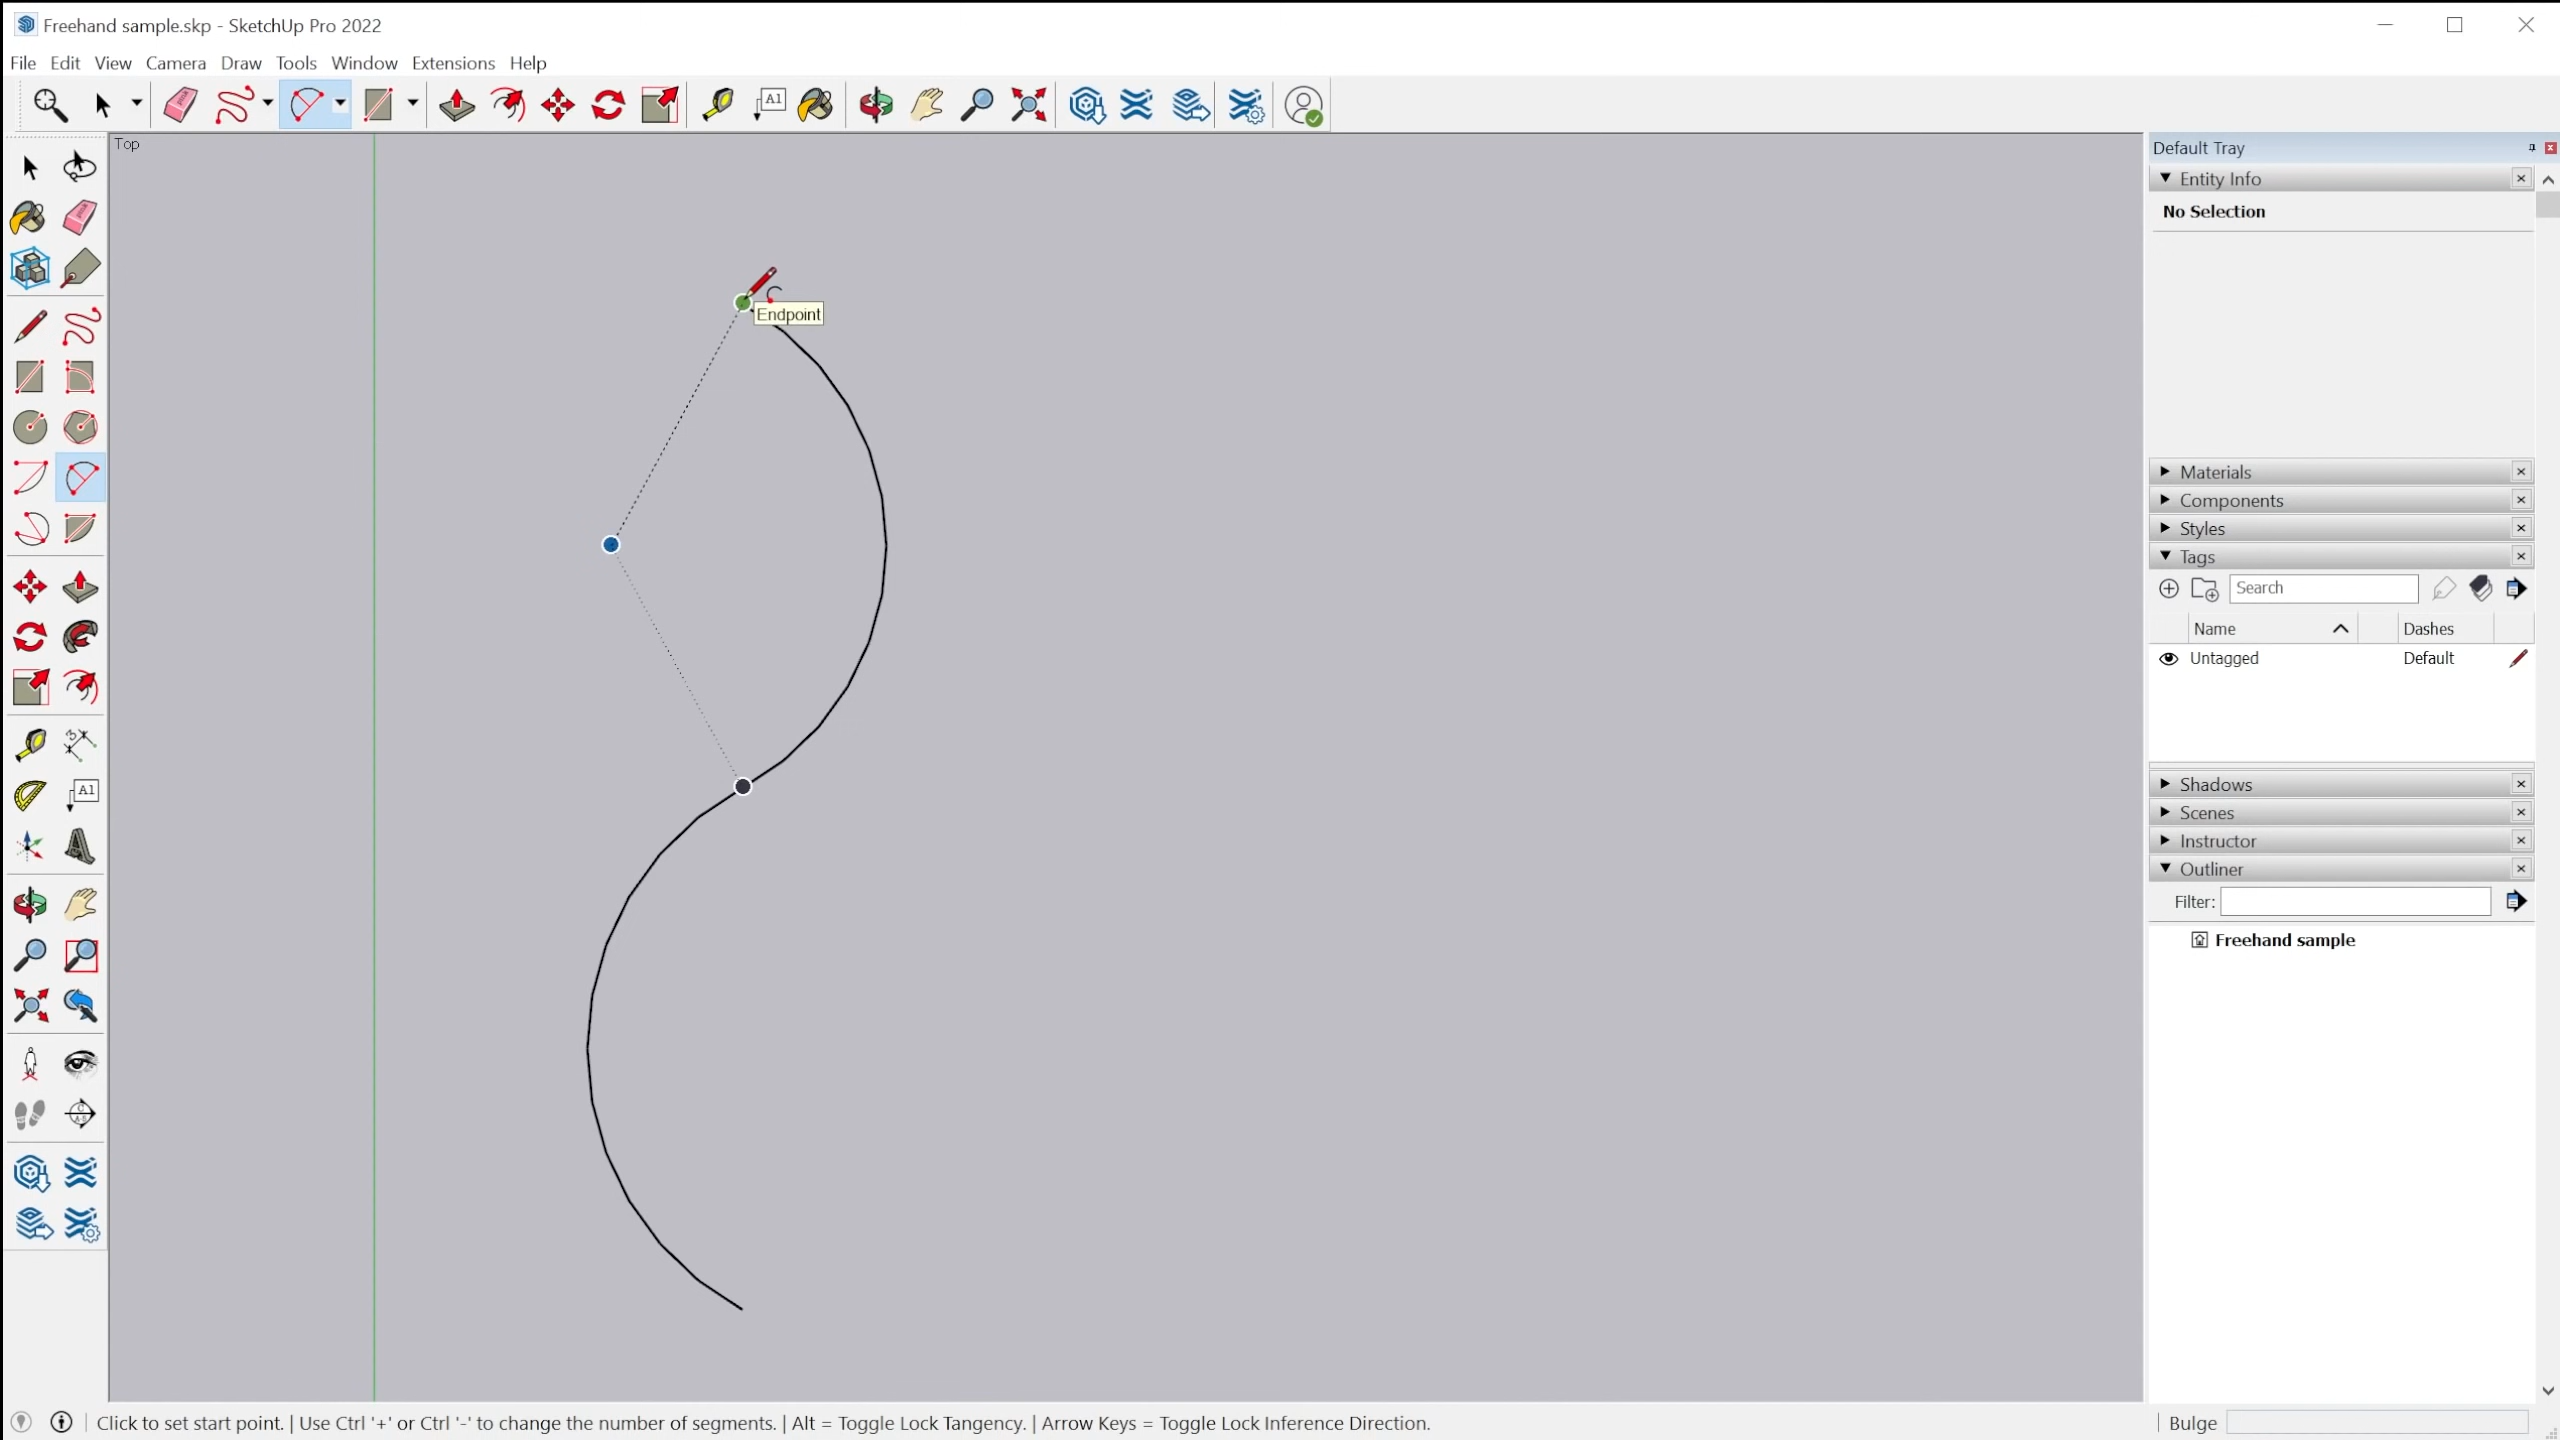 Freehand sample.skp - SketchUp Pro 2022
File Edit View Camera Draw Tools Window Extensions Help
A1
Top
Default Tray
Entity Info
No Selection
Endpoint
Materials
Components
Styles
Tags
Search
Name Dashes
Untagged Default
3
A1
Shadows
Scenes
Instructor
Outliner
Filter:
Freehand sample
Click to set start point. | Use Ctrl '+' or Ctrl '-' to change the number of segments. | Alt = Toggle Lock Tangency. | Arrow Keys = Toggle Lock Inference Direction.
Bulge